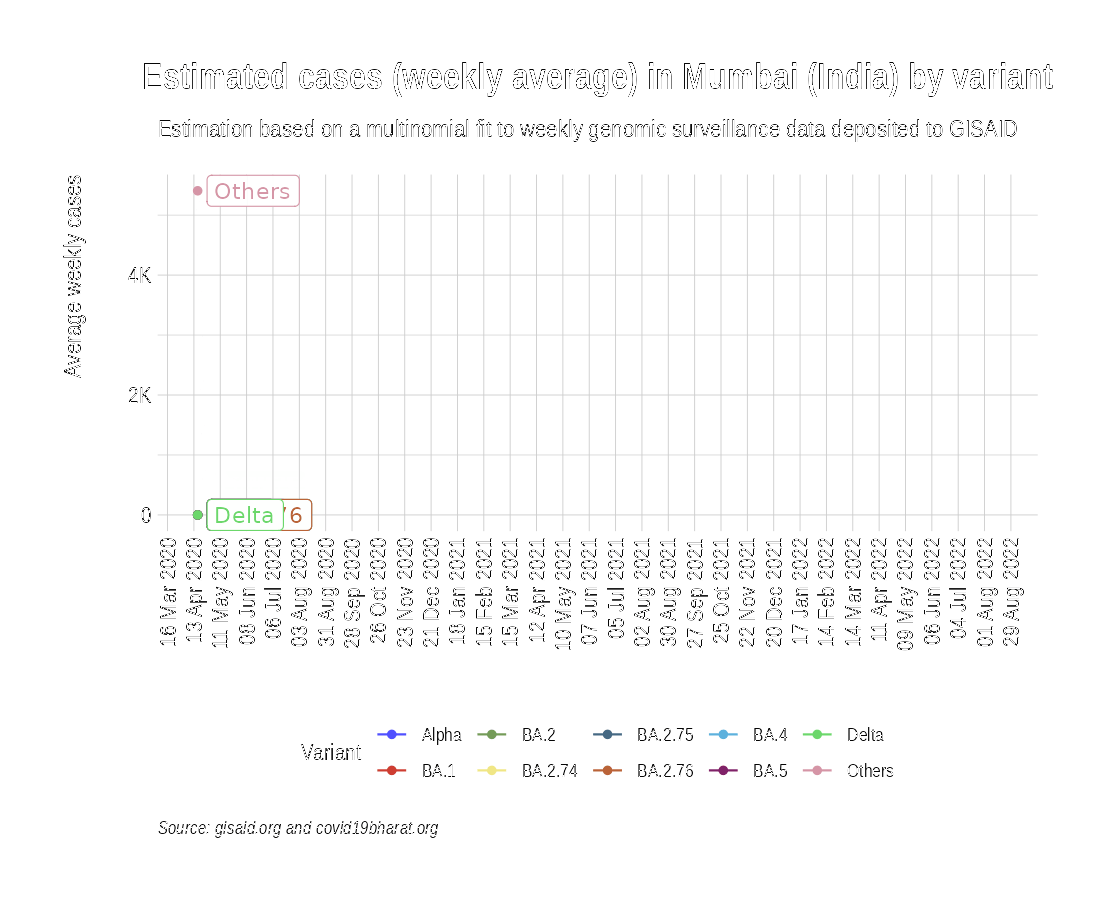 Estimated cases (weekly average) in Mumbai (India) by variant
Estimation based on a multinomial fit to weekly genomic surveillance data deposited to GISAID
Average weekly cases
Others
4K
2K
0
Delta
76
16 Mar 2020
13 Apr 2020
11 May 2020
08 Jun 2020
06 Jul 2020
03 Aug 2020
31 Aug 2020
28 Sep 2020
26 Oct 2020
23 Nov 2020
21 Dec 2020
18 Jan 2021
15 Feb 2021
15 Mar 2021
12 Apr 2021
10 May 2021
07 Jun 2021
05 Jul 2021
02 Aug 2021
30 Aug 2021
27 Sep 2021
25 Oct 2021
22 Nov 2021
20 Dec 2021
17 Jan 2022
14 Feb 2022
14 Mar 2022
11 Apr 2022
09 May 2022
06 Jun 2022
04 Jul 2022
01 Aug 2022
29 Aug 2022
Variant
Alpha BA.2 BA.2.75 BA.4 Delta
BA.1 BA.2.74 BA.2.76 BA.5 Others
Source: gisaid.org and covid19bharat.org